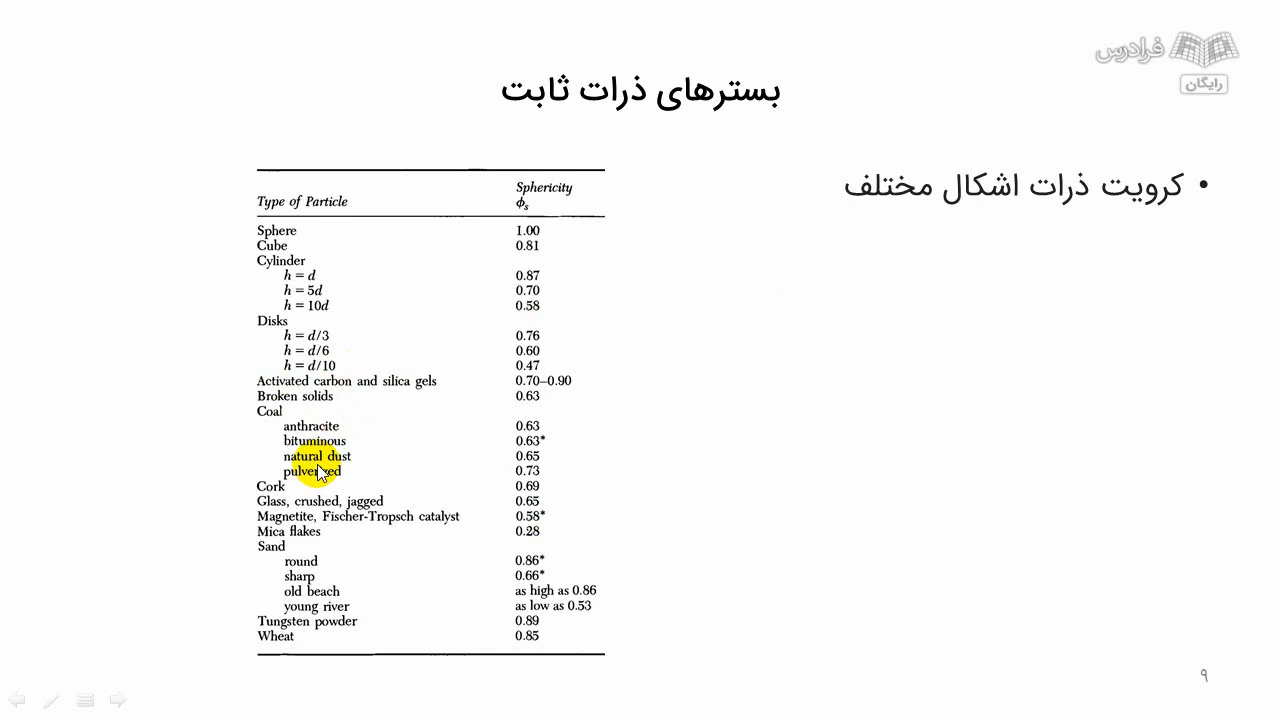 فرادرس
رایگان
بسترهای ذرات ثابت
• کرویت ذرات اشکال مختلف
Type of Particle Sphericity ϕs
Sphere 1.00
Cube 0.81
Cylinder
h = d 0.87
h = 5d 0.70
h = 10d 0.58
Disks
h = d/3 0.76
h = d/6 0.60
h = d/10 0.47
Activated carbon and silica gels 0.70–0.90
Broken solids 0.63
Coal
anthracite 0.63
bituminous 0.63*
natural dust 0.65
pulverized 0.73
Cork 0.69
Glass, crushed, jagged 0.65
Magnetite, Fischer-Tropsch catalyst 0.58*
Mica flakes 0.28
Sand
round 0.86*
sharp 0.66*
old beach as high as 0.86
young river as low as 0.53
Tungsten powder 0.89
Wheat 0.85
۹